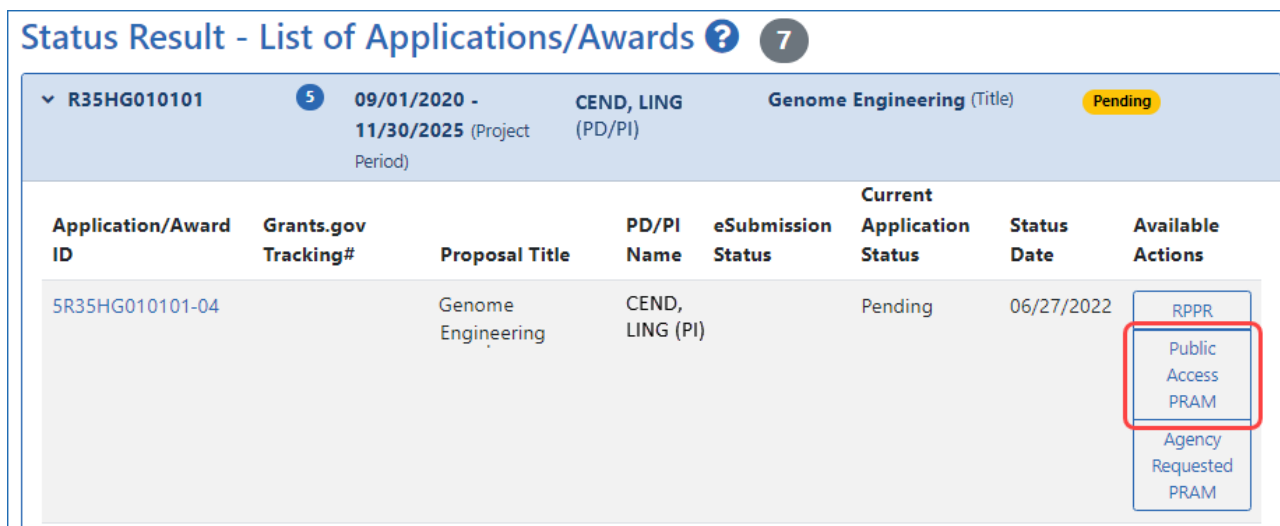 Status Result - List of Applications/Awards ? 7
R35HG010101 5 09/01/2020 - CEND, LING Genome Engineering (Title) Pending
11/30/2025 (Project (PD/PI)
Period)
Current
Application/Award Grants.gov PD/PI eSubmission Application Status Available
ID Tracking# Proposal Title Name Status Status Date Actions
5R35HG010101-04 Genome CEND, Pending 06/27/2022 RPPR
Engineering LING (PI)
Public
Access
PRAM
Agency
Requested
PRAM